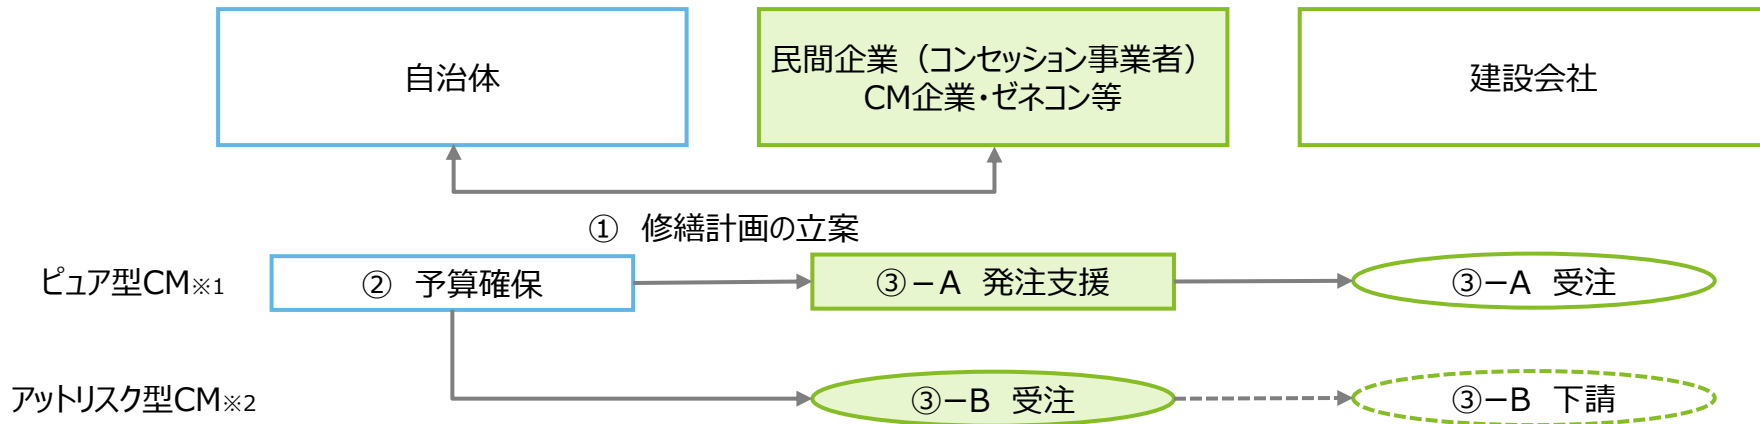 自治体
民間企業（コンセッション事業者）
CM企業・ゼネコン等
建設会社
① 修繕計画の立案
ピュア型CM※1
② 予算確保
③－A 発注支援
③－A 受注
アットリスク型CM※2
③－B 受注
③－B 下請